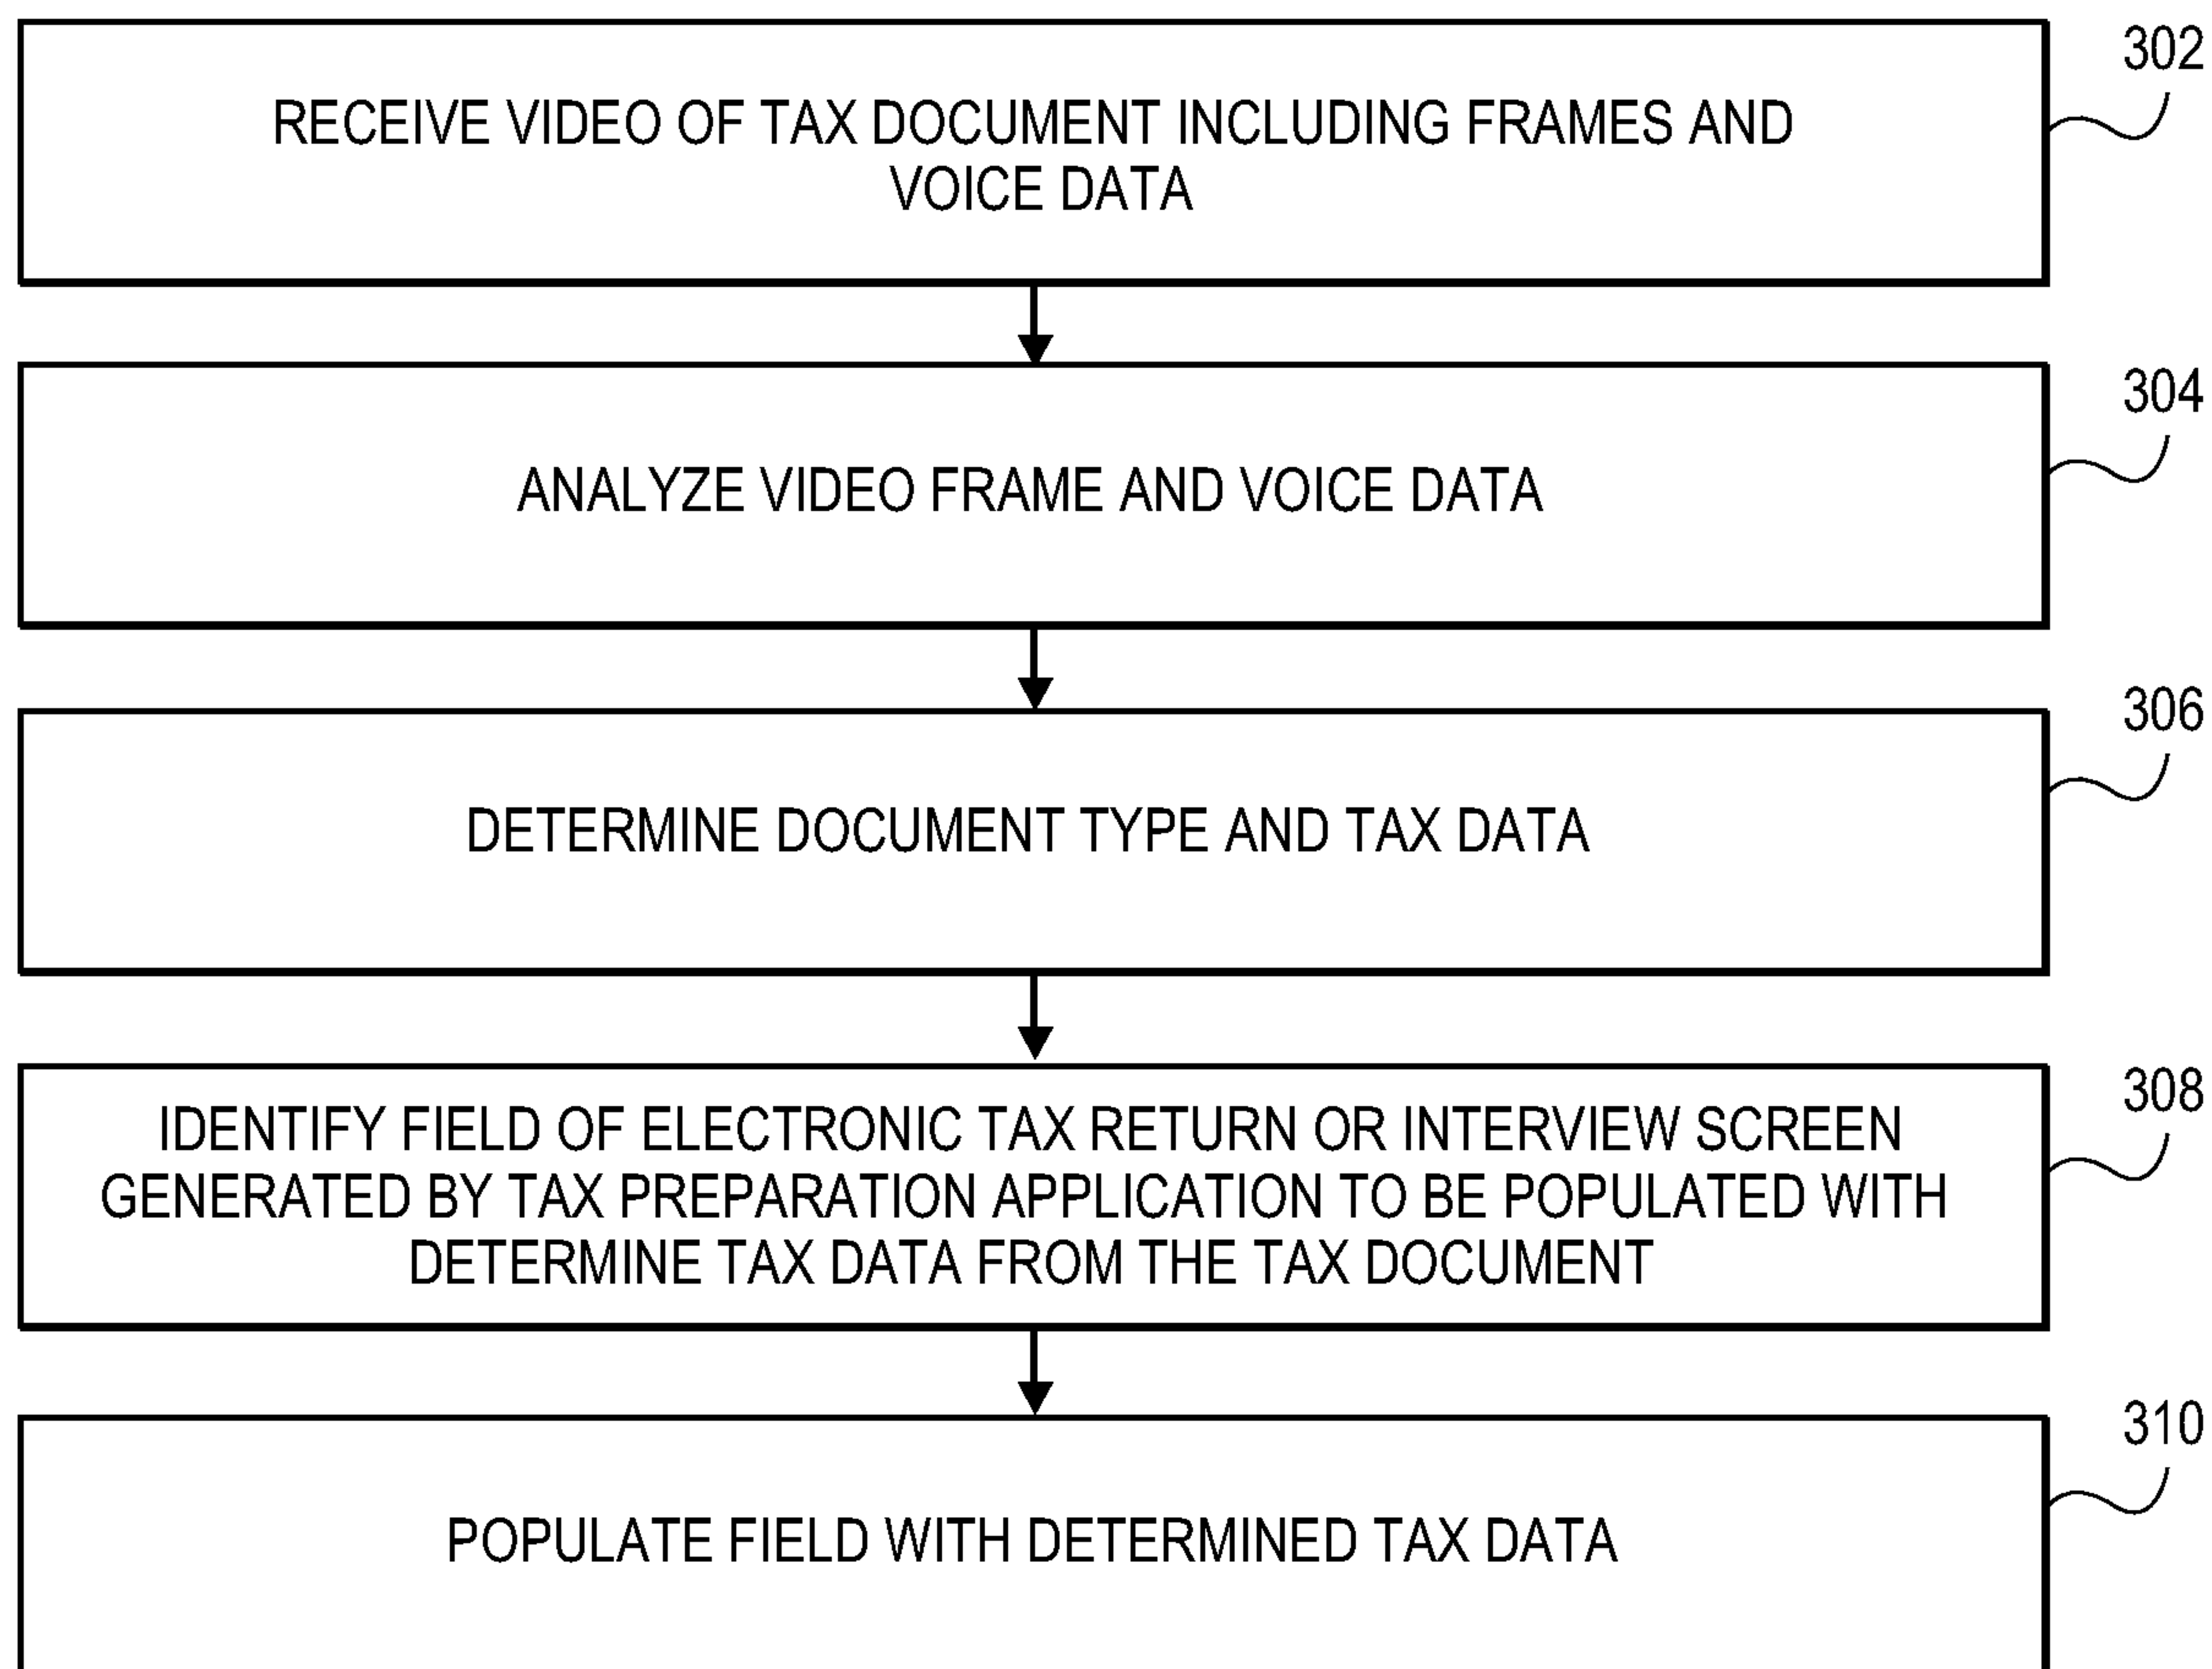 302
RECEIVE VIDEO OF TAX DOCUMENT INCLUDING FRAMES AND
VOICE DATA
304
ANALYZE VIDEO FRAME AND VOICE DATA
306
DETERMINE DOCUMENT TYPE AND TAX DATA
308
IDENTIFY FIELD OF ELECTRONIC TAX RETURN OR INTERVIEW SCREEN
GENERATED BY TAX PREPARATION APPLICATION TO BE POPULATED WITH
DETERMINE TAX DATA FROM THE TAX DOCUMENT
310
POPULATE FIELD WITH DETERMINED TAX DATA